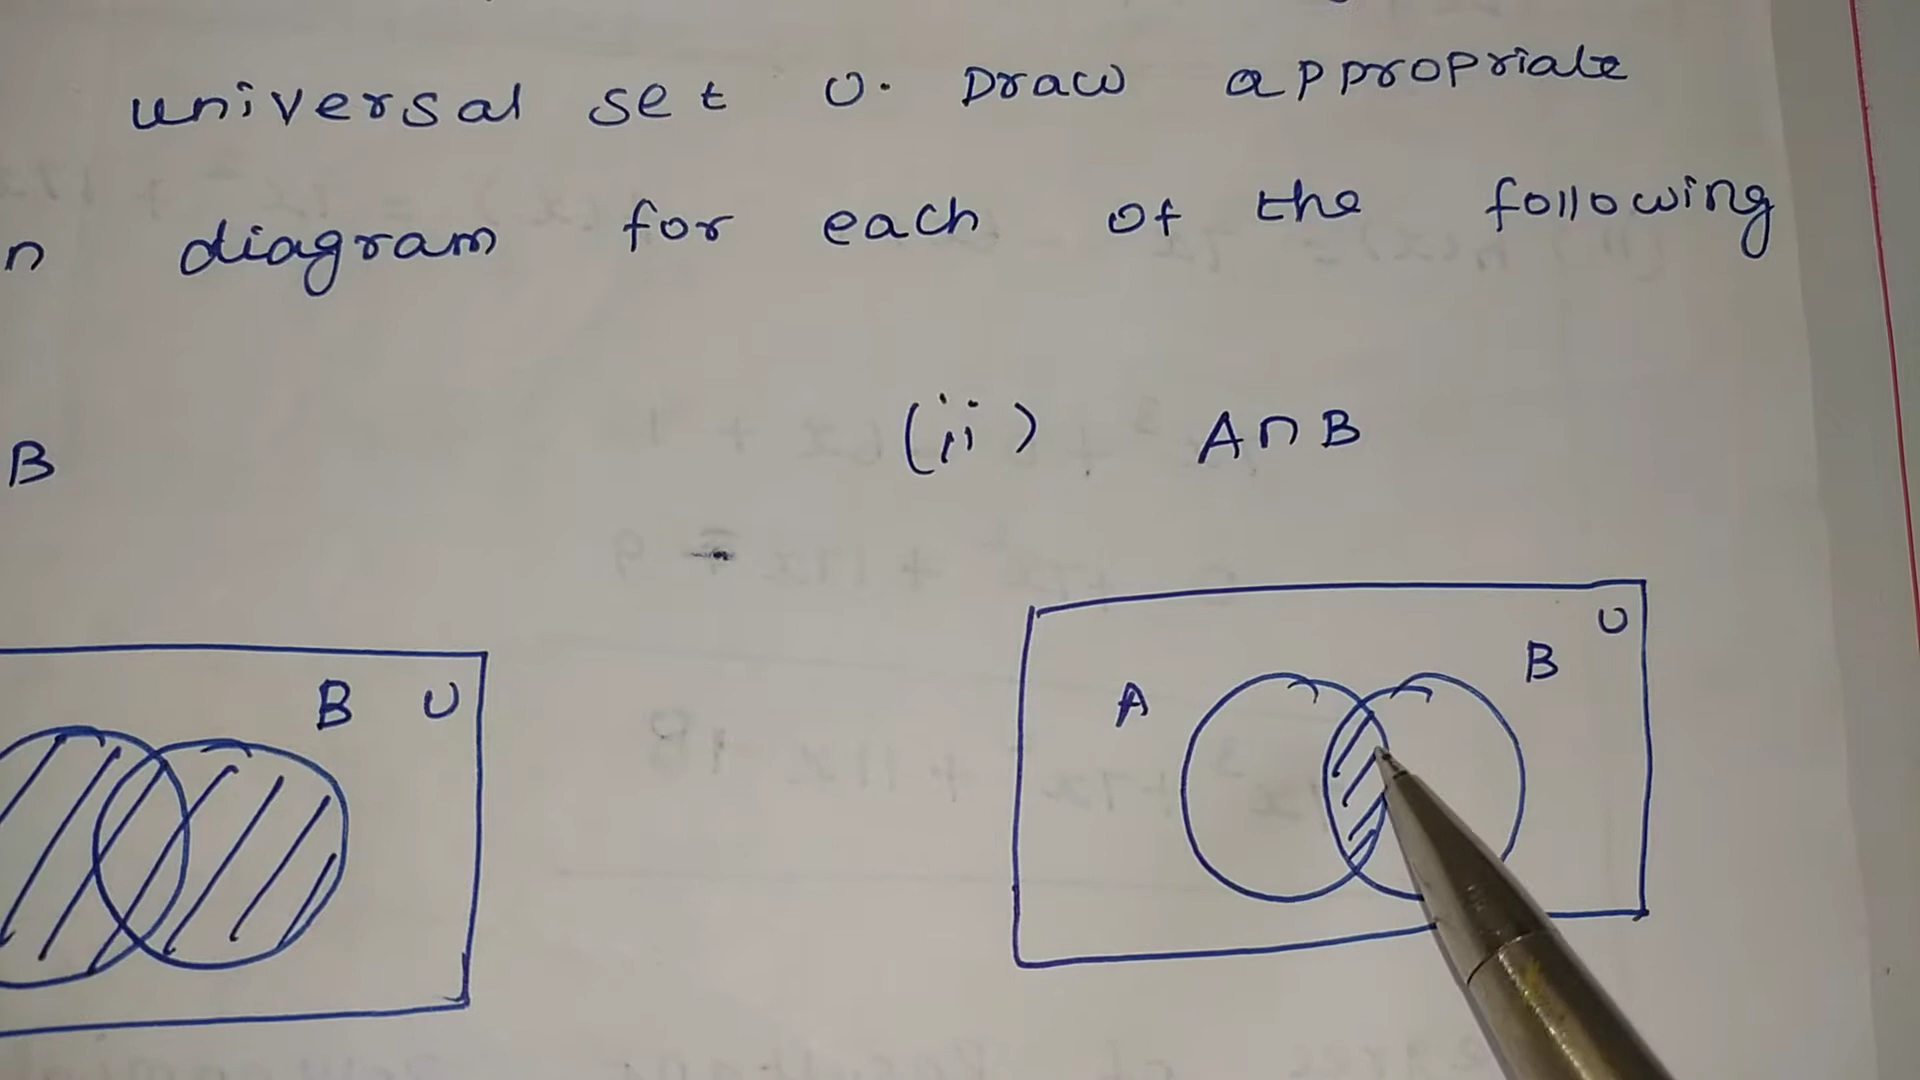 universal set U. Draw appropriate
n diagram for each of the following
B
(ii) A∩B
B U
A B U